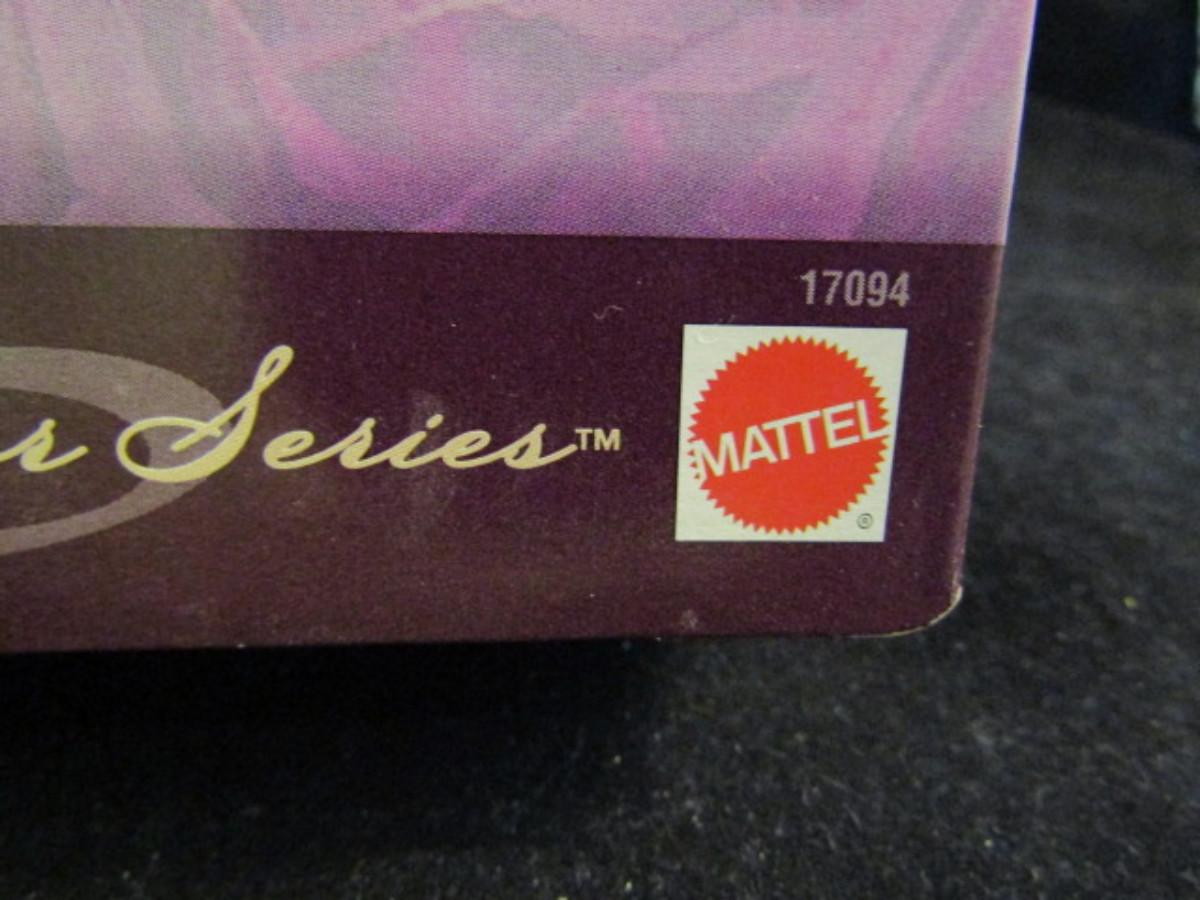 17094
r Series™
MATTEL
®